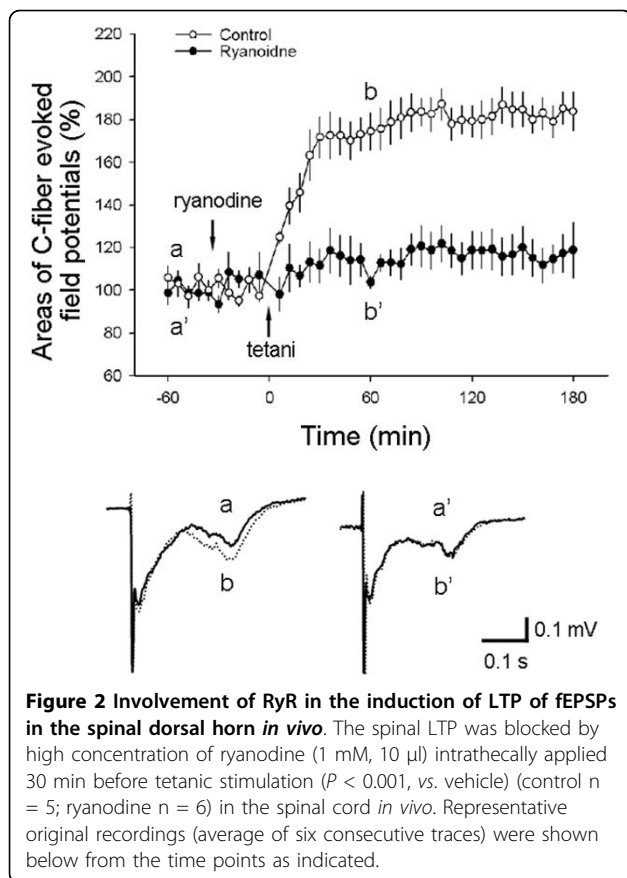 Control
Ryanoidne
Areas of C-fiber evoked
field potentials (%)
220
200
180
160
140
120
100
80
60
b
ryanodine
a
a'
b'
tetani
-60
0
60
120
180
Time (min)
a
b
a'
b'
0.1 mV
0.1 s
Figure 2 Involvement of RyR in the induction of LTP of fEPSPs
in the spinal dorsal horn in vivo. The spinal LTP was blocked by
high concentration of ryanodine (1 mM, 10 μl) intrathecally applied
30 min before tetanic stimulation (P < 0.001, vs. vehicle) (control n
= 5; ryanodine n = 6) in the spinal cord in vivo. Representative
original recordings (average of six consecutive traces) were shown
below from the time points as indicated.